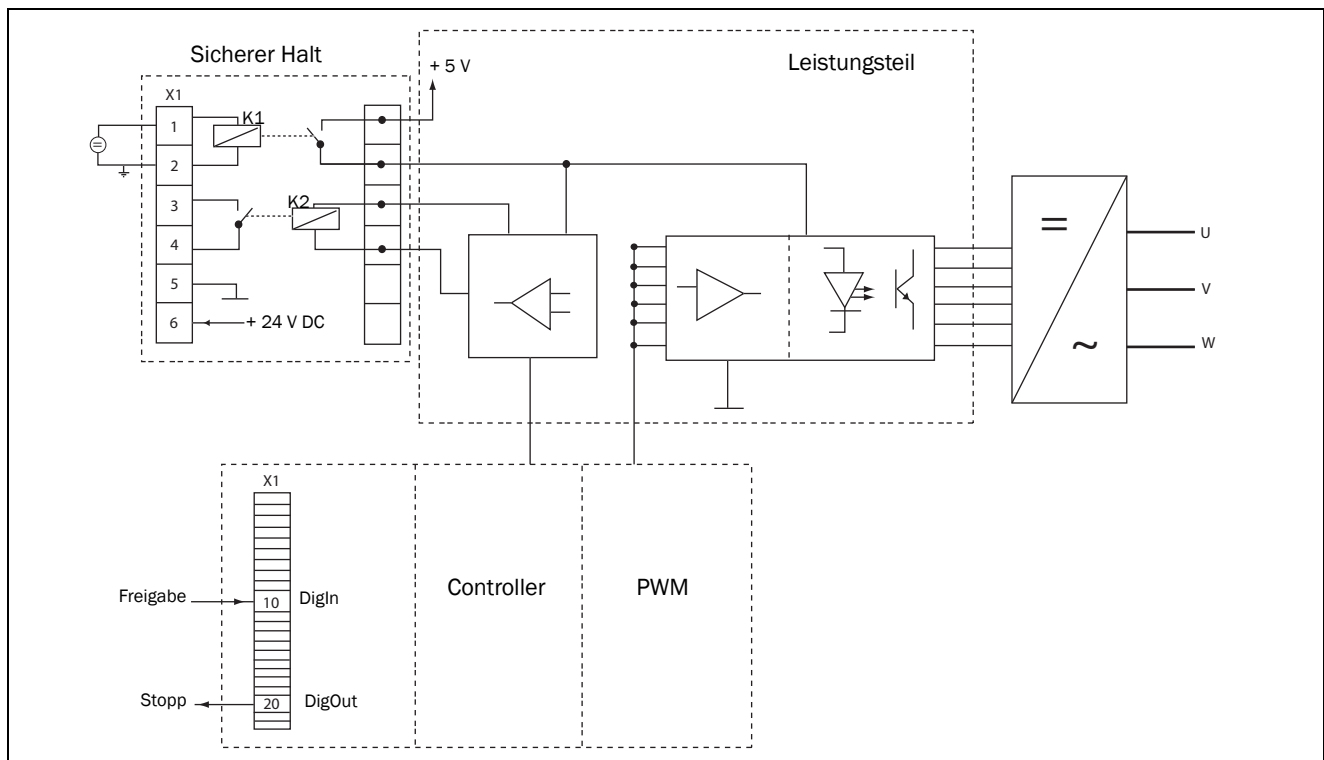 Sicherer Halt
Leistungsteil
+ 5 V
X1
1
K1
2
3
K2
4
5
6
+ 24 V DC
=
=
~
U
V
W
X1
Freigabe
10
DigIn
Controller
PWM
Stopp
20
DigOut